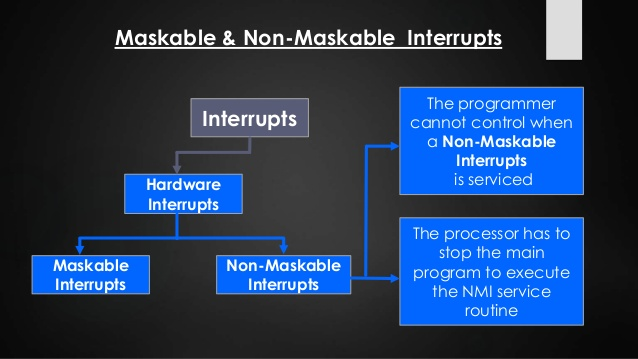 Maskable & Non-Maskable Interrupts
Interrupts
Hardware
Interrupts
Maskable
Interrupts
Non-Maskable
Interrupts
The programmer
cannot control when
a Non-Maskable
Interrupts
is serviced
The processor has to
stop the main
program to execute
the NMI service
routine